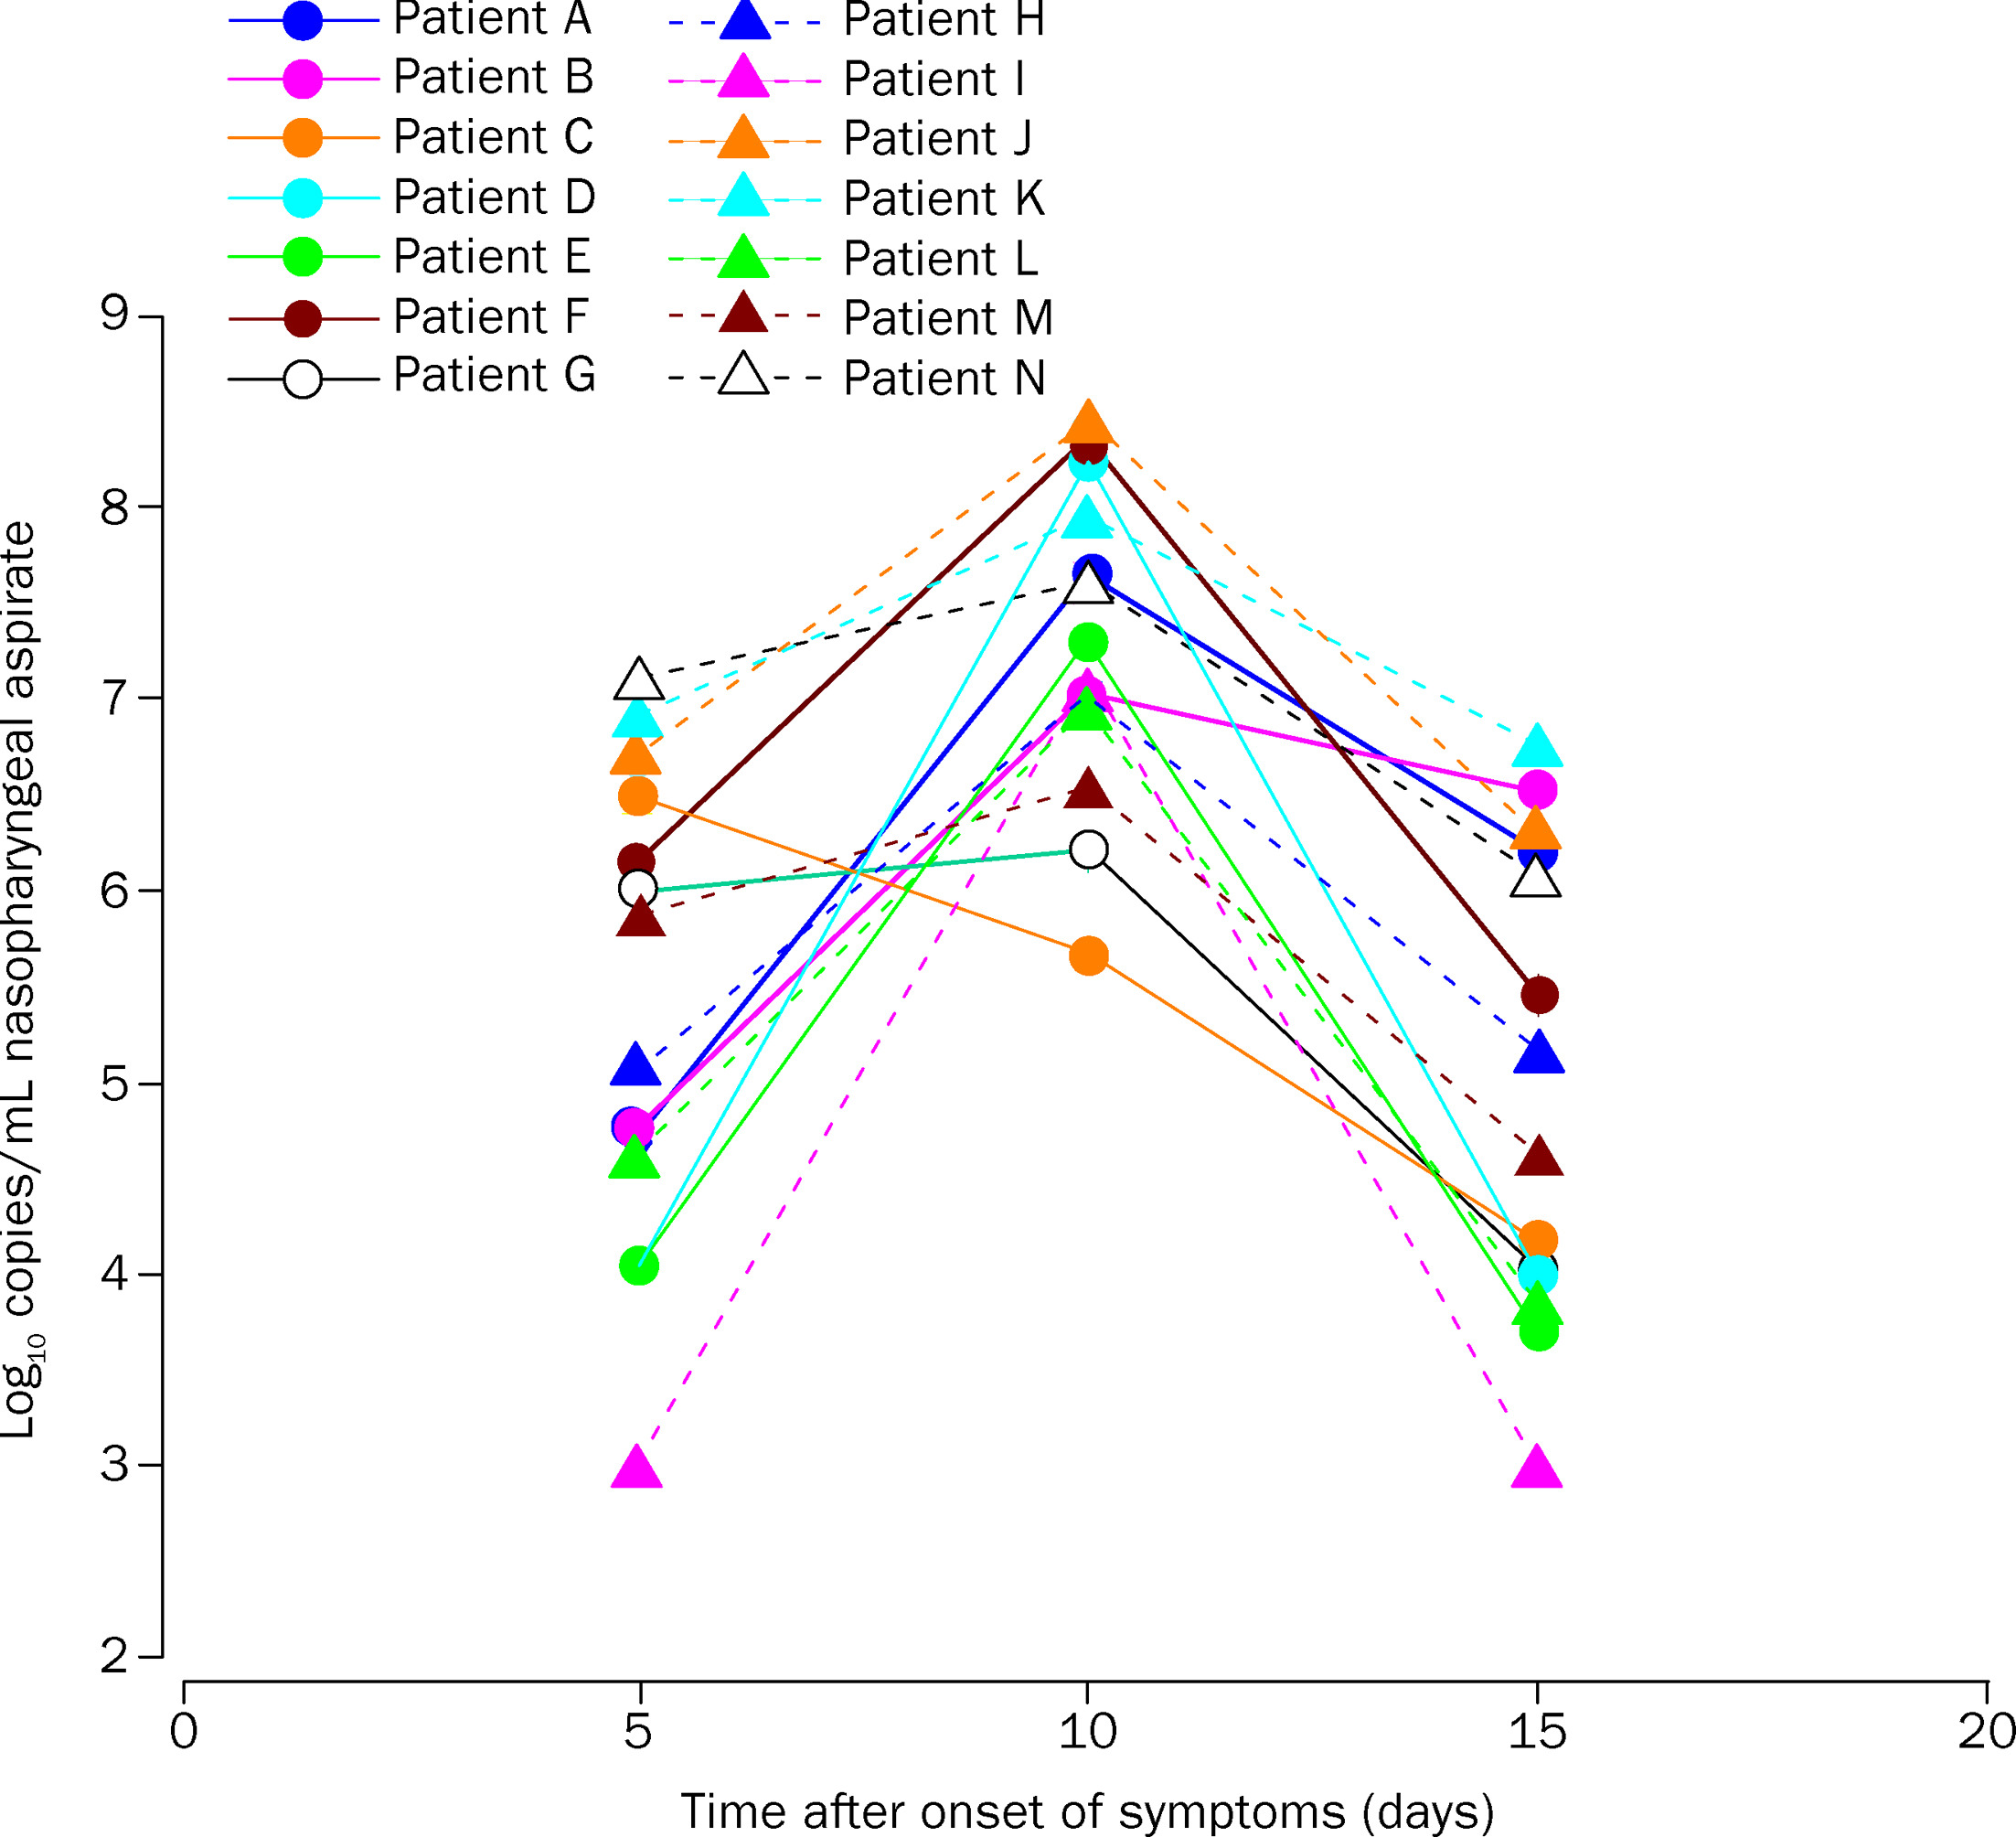 Patient A
Patient B
Patient C
Patient D
Patient E
Patient F
Patient G
Patient H
Patient I
Patient J
Patient K
Patient L
Patient M
Patient N
Log10 copies/mL nasopharyngeal aspirate
9
8
7
6
5
4
3
2
0 5 10 15 20
Time after onset of symptoms (days)